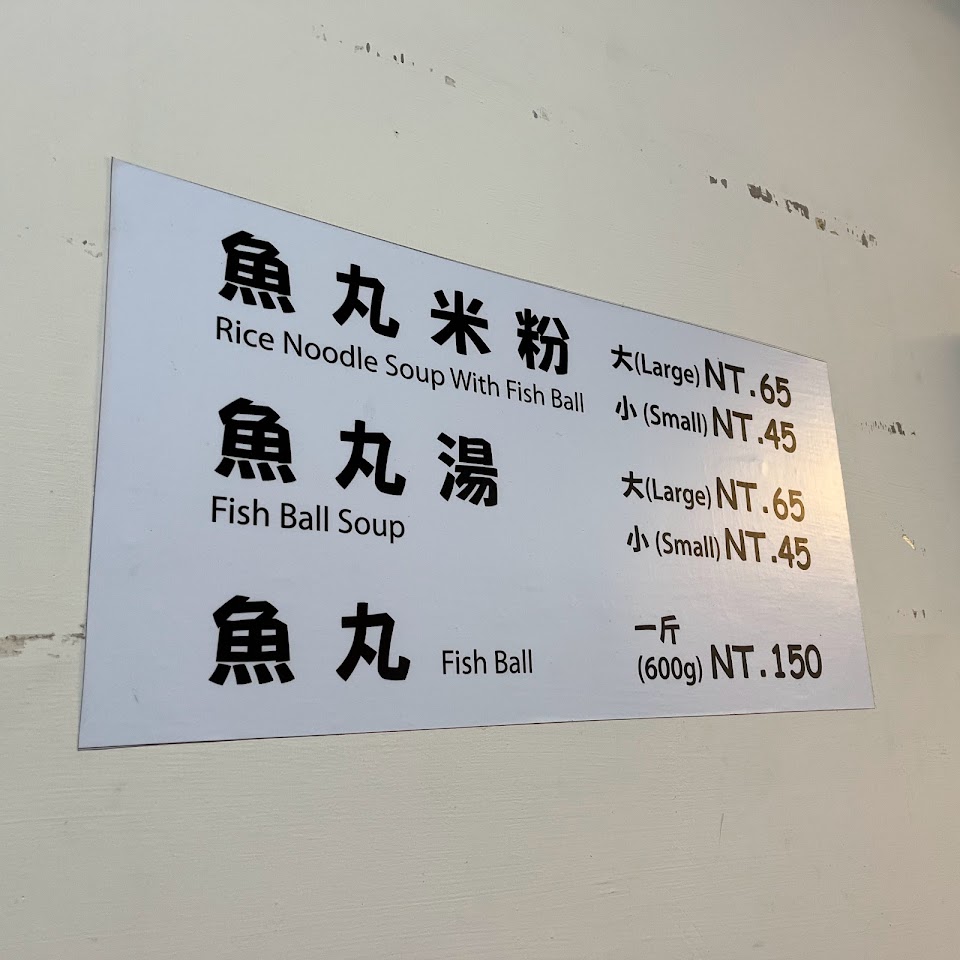 魚丸米粉
Rice Noodle Soup With Fish Ball
大(Large) NT.65
小(Small) NT.45
魚丸湯
Fish Ball Soup
大(Large) NT.65
小(Small) NT.45
魚丸 Fish Ball
一斤
(600g) NT.150